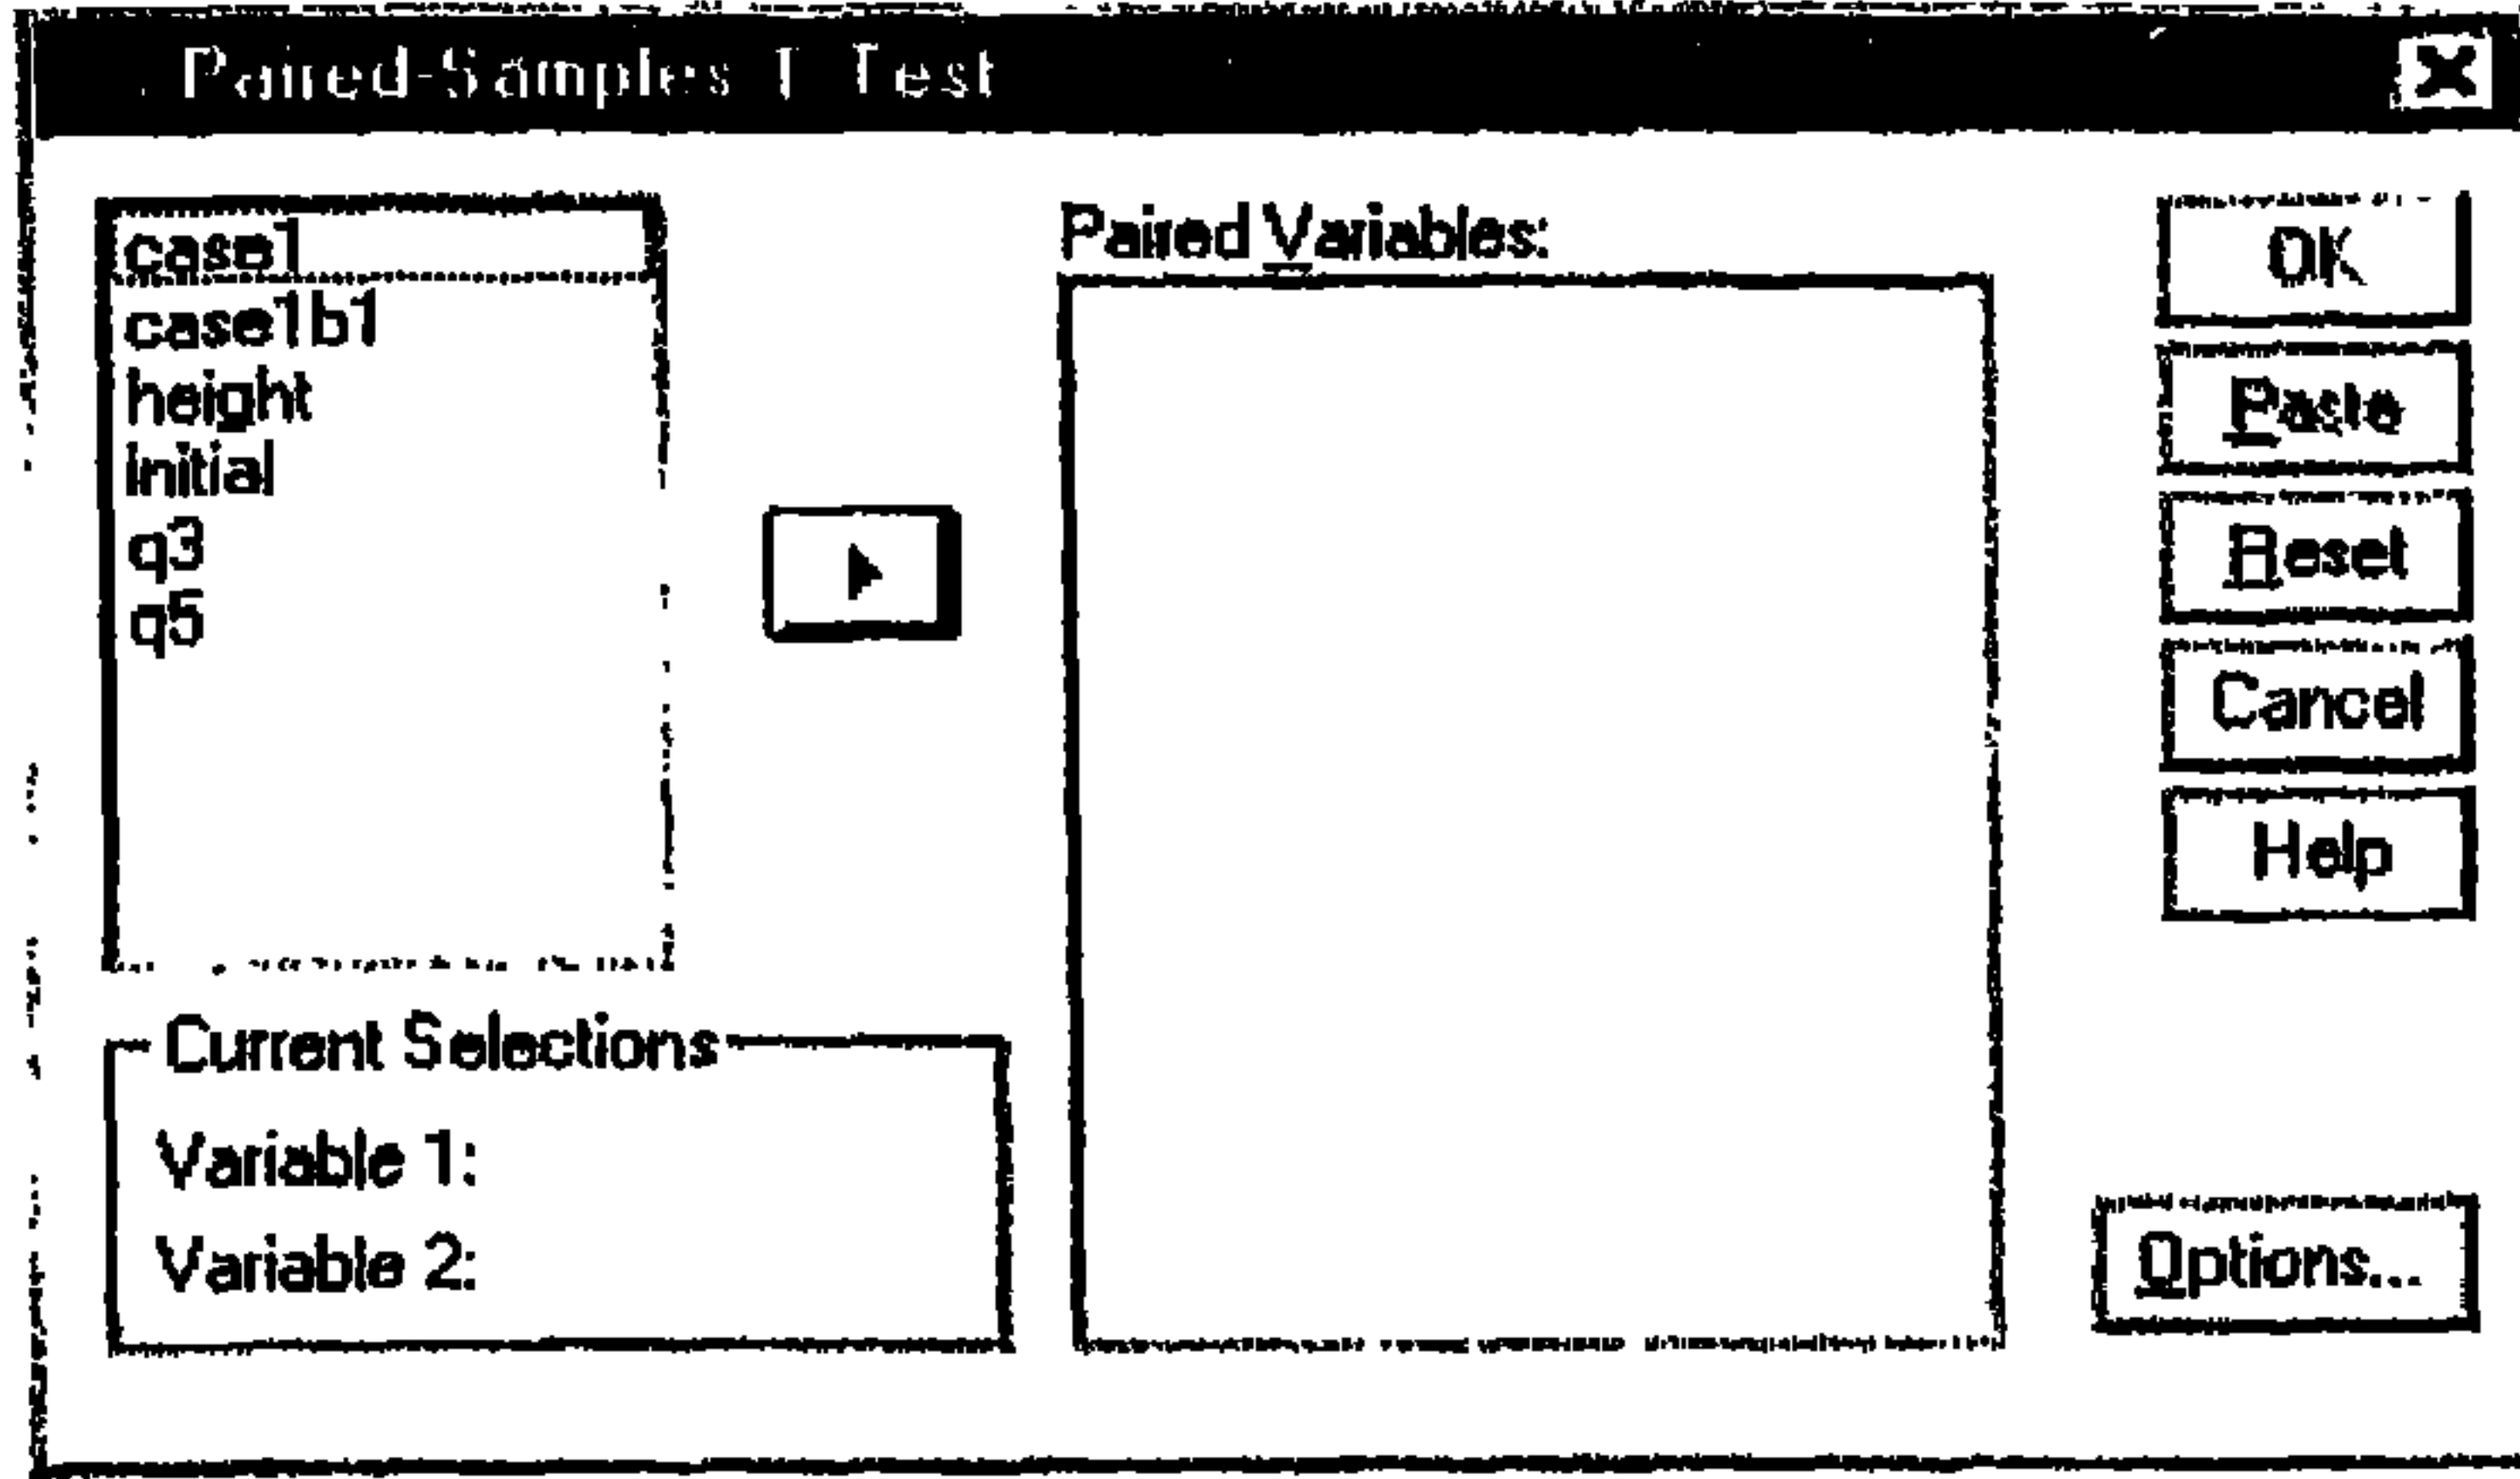 Paired-Samples T Test
case1
case1b1
height
initial
q3
q5
Current Selections
Variable 1:
Variable 2:
Paired Variables:
OK
Paste
Reset
Cancel
Help
Options...